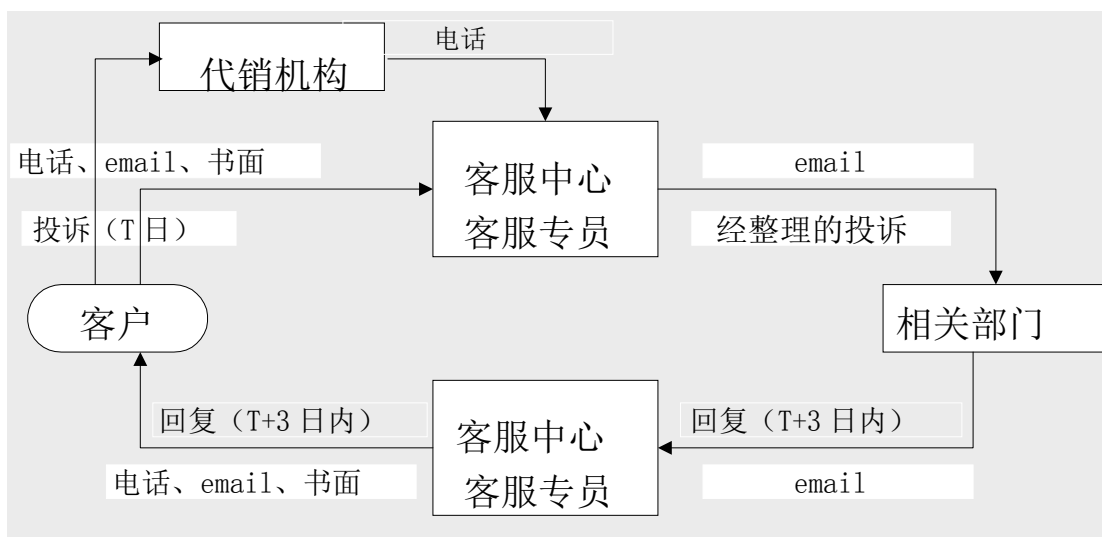 电话
代销机构
电话、email、书面
客服中心
客服专员
email
投诉（T 日）
经整理的投诉
客户
相关部门
回复（T+3 日内）
客服中心
客服专员
回复（T+3 日内）
电话、email、书面
email